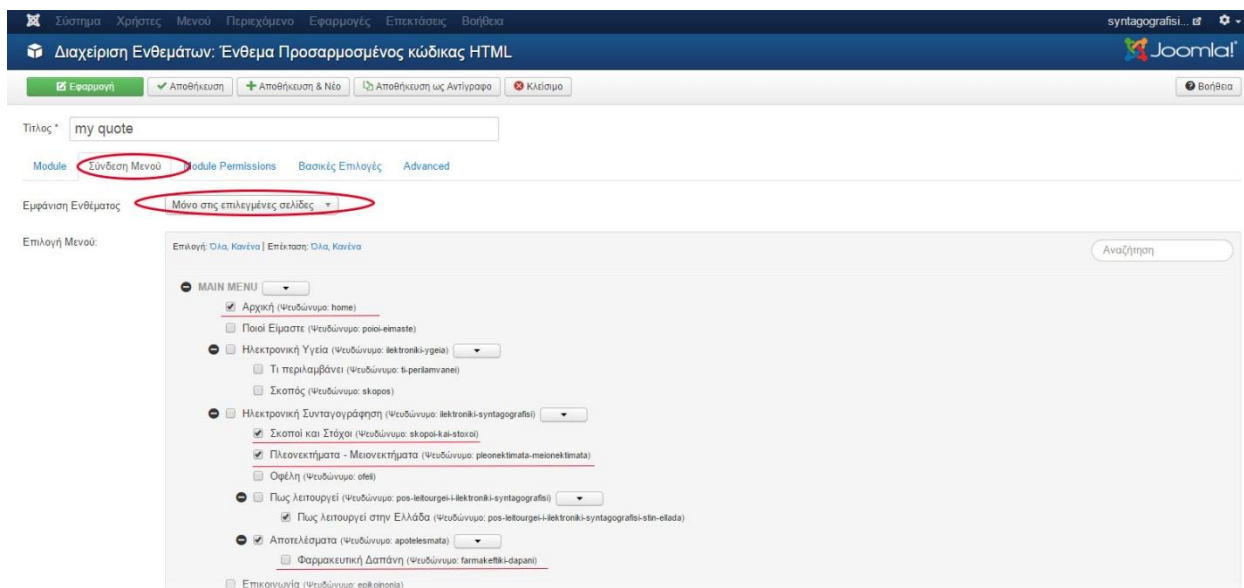 Σύστημα Χρήστες Μενού Περιεχόμενο Εφαρμογές Επεκτάσεις Βοήθεια syntagografisi...
Διαχείριση Ενθεμάτων: Ένθεμα Προσαρμοσμένος κώδικας HTML Joomla!
Εφαρμογή Αποθήκευση Αποθήκευση & Νέο Αποθήκευση ως Αντίγραφο Κλείσιμο Βοήθεια
Τίτλος * my quote
Module Σύνδεση Μενού Module Permissions Βασικές Επιλογές Advanced
Εμφάνιση Ενθέματος Μόνο στις επιλεγμένες σελίδες
Επιλογή Μενού: Επιλογή: Όλα, Κανένα | Επέκταση: Όλα, Κανένα Αναζήτηση
MAIN MENU
Αρχική (Ψευδώνυμο: home)
Ποιοί Είμαστε (Ψευδώνυμο: poioi-eimaste)
Ηλεκτρονική Υγεία (Ψευδώνυμο: ilektroniki-ygeia)
Τι περιλαμβάνει (Ψευδώνυμο: ti-perilamvanei)
Σκοπός (Ψευδώνυμο: skopos)
Ηλεκτρονική Συνταγογράφηση (Ψευδώνυμο: ilektroniki-syntagografisi)
Σκοποί και Στόχοι (Ψευδώνυμο: skopoi-kai-stoxoi)
Πλεονεκτήματα - Μειονεκτήματα (Ψευδώνυμο: pleonektimata-meionektimata)
Οφέλη (Ψευδώνυμο: ofeli)
Πως λειτουργεί (Ψευδώνυμο: pos-leitourgei-i-ilektroniki-syntagografisi)
Πως λειτουργεί στην Ελλάδα (Ψευδώνυμο: pos-leitourgei-i-ilektroniki-syntagografisi-stin-ellada)
Αποτελέσματα (Ψευδώνυμο: apotelesmata)
Φαρμακευτική Δαπάνη (Ψευδώνυμο: farmakeftiki-dapani)
Επικοινωνία (Ψευδώνυμο: epikoinonia)